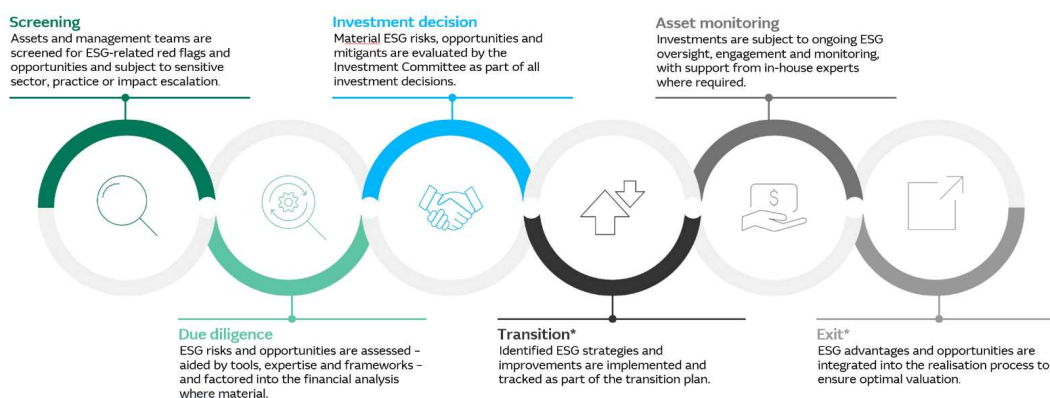 Screening
Assets and management teams are
screened for ESG-related red flags and
opportunities and subject to sensitive
sector, practice or impact escalation.
Investment decision
Material ESG risks, opportunities and
mitigants are evaluated by the
Investment Committee as part of all
investment decisions.
Asset monitoring
Investments are subject to ongoing ESG
oversight, engagement and monitoring,
with support from in-house experts
where required.
$
Due diligence
ESG risks and opportunities are assessed –
aided by tools, expertise and frameworks –
and factored into the financial analysis
where material.
Transition*
Identified ESG strategies and
improvements are implemented and
tracked as part of the transition plan.
Exit*
ESG advantages and opportunities are
integrated into the realisation process to
ensure optimal valuation.